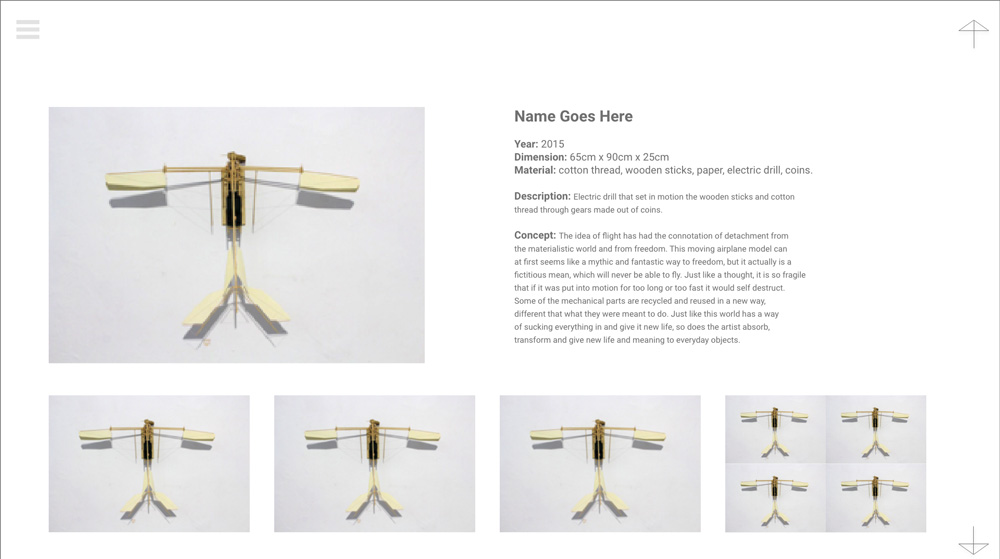 Name Goes Here
Year: 2015
Dimension: 65cm x 90cm x 25cm
Material: cotton thread, wooden sticks, paper, electric drill, coins.
Description: Electric drill that set in motion the wooden sticks and cotton
thread through gears made out of coins.
Concept: The idea of flight has had the connotation of detachment from
the materialistic world and from freedom. This moving airplane model can
at first seems like a mythic and fantastic way to freedom, but it actually is a
fictitious mean, which will never be able to fly. Just like a thought, it is so fragile
that if it was put into motion for too long or too fast it would self destruct.
Some of the mechanical parts are recycled and reused in a new way,
different that what they were meant to do. Just like this world has a way
of sucking everything in and give it new life, so does the artist absorb,
transform and give new life and meaning to everyday objects.